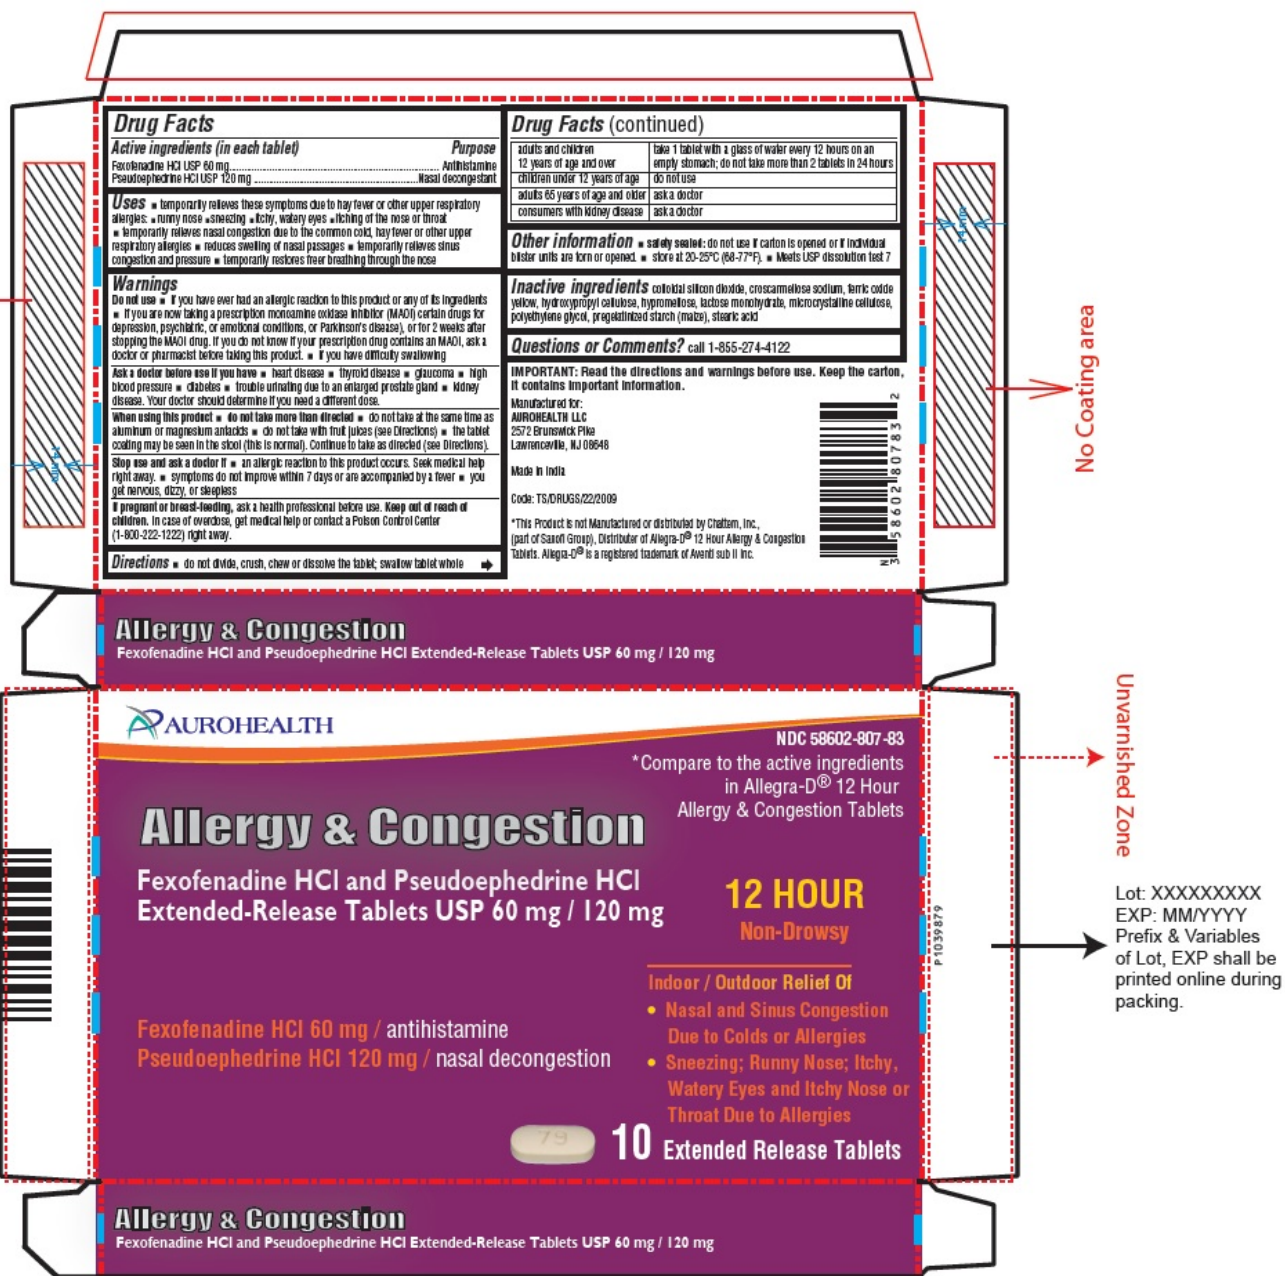 Drug Facts
Active ingredients (in each tablet) Purpose
Fexofenadine HCl USP 60 mg Antihistamine
Pseudoephedrine HCl USP 120 mg Nasal decongestant
Uses ■ temporarily relieves these symptoms due to hay fever or other upper respiratory
allergies: ■ runny nose ■ sneezing ■ itchy, watery eyes ■ itching of the nose or throat
■ temporarily relieves nasal congestion due to the common cold, hay fever or other upper
respiratory allergies ■ reduces swelling of nasal passages ■ temporarily relieves sinus
congestion and pressure ■ temporarily restores freer breathing through the nose
Warnings
Do not use ■ if you have ever had an allergic reaction to this product or any of its ingredients
■ if you are now taking a prescription monoamine oxidase inhibitor (MAOI) certain drugs for
depression, psychiatric, or emotional conditions, or Parkinson's disease), or for 2 weeks after
stopping the MAOI drug. If you do not know if your prescription drug contains an MAOI, ask a
doctor or pharmacist before taking this product. ■ if you have difficulty swallowing
Ask a doctor before use if you have ■ heart disease ■ thyroid disease ■ glaucoma ■ high
blood pressure ■ diabetes ■ trouble urinating due to an enlarged prostate gland ■ kidney
disease. Your doctor should determine if you need a different dose.
When using this product ■ do not take more than directed ■ do not take at the same time as
aluminum or magnesium antacids ■ do not take with fruit juices (see Directions) ■ the tablet
coating may be seen in the stool (this is normal). Continue to take as directed (see Directions).
Stop use and ask a doctor if ■ an allergic reaction to this product occurs. Seek medical help
right away. ■ symptoms do not improve within 7 days or are accompanied by a fever ■ you
get nervous, dizzy, or sleepless
If pregnant or breast-feeding, ask a health professional before use. Keep out of reach of
children. In case of overdose, get medical help or contact a Poison Control Center
(1-800-222-1222) right away.
Directions ■ do not divide, crush, chew or dissolve the tablet; swallow tablet whole
Drug Facts (continued)
adults and children take 1 tablet with a glass of water every 12 hours on an
12 years of age and over empty stomach; do not take more than 2 tablets in 24 hours
children under 12 years of age do not use
adults 65 years of age and older ask a doctor
consumers with kidney disease ask a doctor
Other information ■ safety sealed: do not use if carton is opened or if individual
blister units are torn or opened. ■ store at 20-25°C (68-77°F). ■ Meets USP dissolution test 7
Inactive ingredients colloidal silicon dioxide, croscarmellose sodium, ferric oxide
yellow, hydroxypropyl cellulose, hypromellose, lactose monohydrate, microcrystalline cellulose,
polyethylene glycol, pregelatinized starch (maize), stearic acid
Questions or Comments? call 1-855-274-4122
IMPORTANT: Read the directions and warnings before use. Keep the carton,
it contains important information.
Manufactured for:
AUROHEALTH LLC
2572 Brunswick Pike
Lawrenceville, NJ 08648
Made in India
Code: TS/DRUGS/22/2009
*This Product is not Manufactured or distributed by Chattem, Inc.,
(part of Sanofi Group), Distributer of Allegra-D® 12 Hour Allergy & Congestion
Tablets. Allegra-D® is a registered trademark of Aventi sub II Inc.
N
3 58602 80783 2
14 mm
14 mm
No Coating area
Allergy & Congestion
Fexofenadine HCl and Pseudoephedrine HCl Extended-Release Tablets USP 60 mg / 120 mg
AUROHEALTH
NDC 58602-807-83
*Compare to the active ingredients
in Allegra-D® 12 Hour
Allergy & Congestion Tablets
Allergy & Congestion
Fexofenadine HCl and Pseudoephedrine HCl
Extended-Release Tablets USP 60 mg / 120 mg
12 HOUR
Non-Drowsy
Indoor / Outdoor Relief Of
• Nasal and Sinus Congestion
Due to Colds or Allergies
• Sneezing; Runny Nose; Itchy,
Watery Eyes and Itchy Nose or
Throat Due to Allergies
Fexofenadine HCl 60 mg / antihistamine
Pseudoephedrine HCl 120 mg / nasal decongestion
79
10 Extended Release Tablets
P1039879
Unvarnished Zone
Lot: XXXXXXXXX
EXP: MM/YYYY
Prefix & Variables
of Lot, EXP shall be
printed online during
packing.
Allergy & Congestion
Fexofenadine HCl and Pseudoephedrine HCl Extended-Release Tablets USP 60 mg / 120 mg